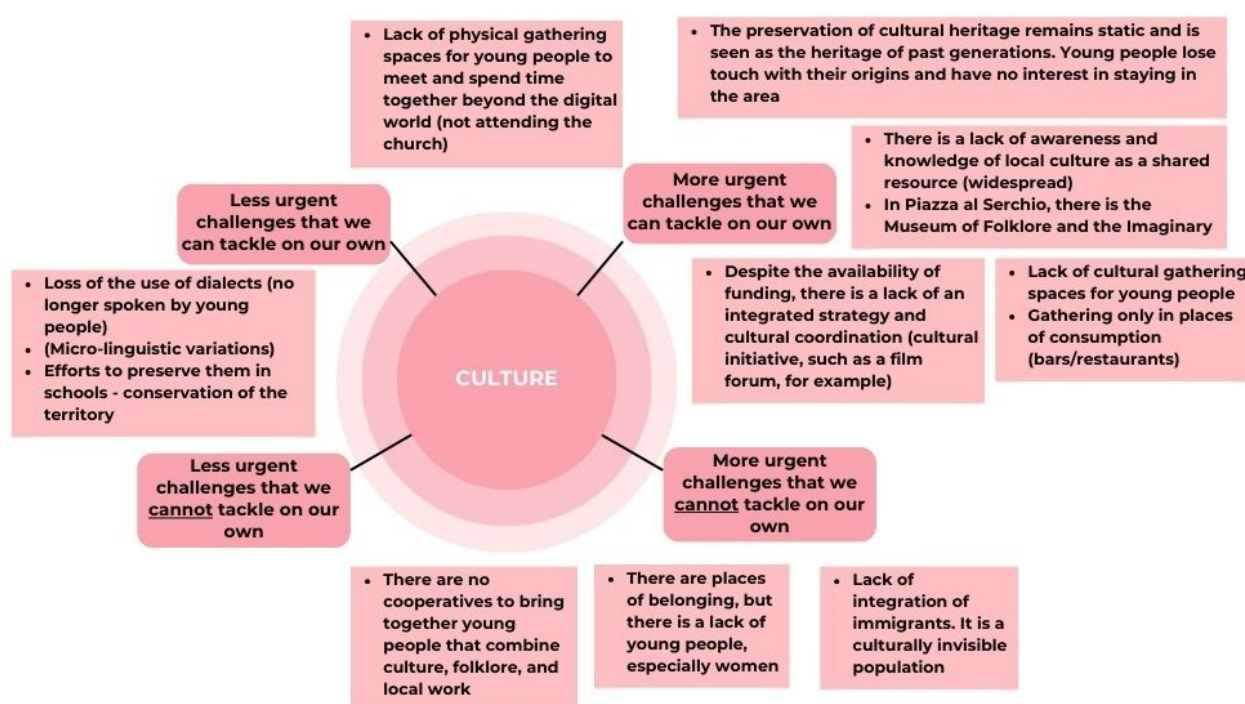 • Lack of physical gathering
spaces for young people to
meet and spend time
together beyond the digital
world (not attending the
church)
• The preservation of cultural heritage remains static and is
seen as the heritage of past generations. Young people lose
touch with their origins and have no interest in staying in
the area
• There is a lack of awareness and
knowledge of local culture as a shared
resource (widespread)
• In Piazza al Serchio, there is the
Museum of Folklore and the Imaginary
Less urgent
challenges that we
can tackle on our own
More urgent
challenges that we
can tackle on our own
• Loss of the use of dialects (no
longer spoken by young
people)
• (Micro-linguistic variations)
• Efforts to preserve them in
schools - conservation of the
territory
CULTURE
• Despite the availability of
funding, there is a lack of an
integrated strategy and
cultural coordination (cultural
initiative, such as a film
forum, for example)
• Lack of cultural gathering
spaces for young people
• Gathering only in places
of consumption
(bars/restaurants)
Less urgent
challenges that we
cannot tackle on our
own
More urgent
challenges that we
cannot tackle on our
own
• There are no
cooperatives to bring
together young
people that combine
culture, folklore, and
local work
• There are places
of belonging, but
there is a lack of
young people,
especially women
• Lack of
integration of
immigrants. It is a
culturally invisible
population